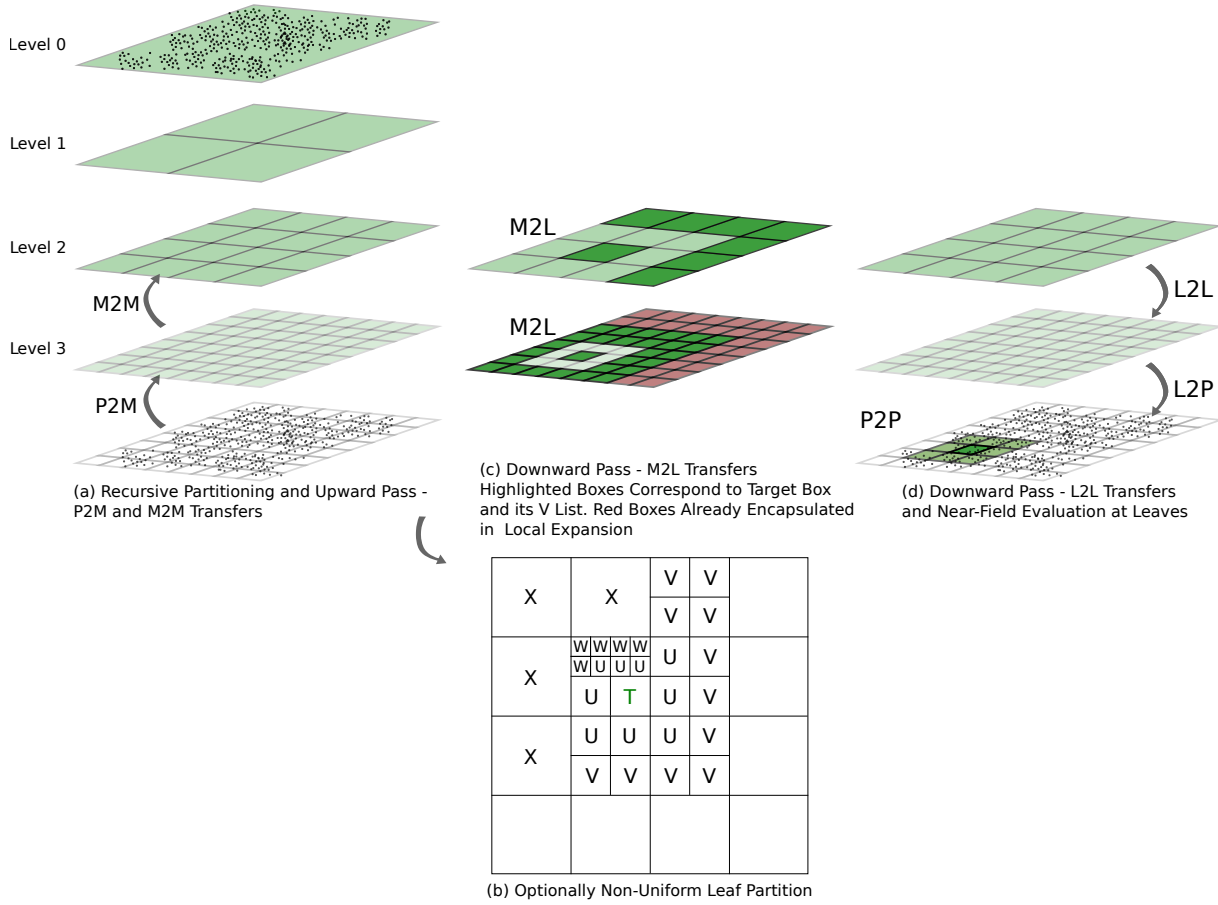 Level 0
Level 1
Level 2
M2M
Level 3
P2M
(a) Recursive Partitioning and Upward Pass -
P2M and M2M Transfers
M2L
M2L
(c) Downward Pass - M2L Transfers
Highlighted Boxes Correspond to Target Box
and its V List. Red Boxes Already Encapsulated
in Local Expansion
L2L
L2P
P2P
(d) Downward Pass - L2L Transfers
and Near-Field Evaluation at Leaves
X X V V
V V
W W W W
X W U U U U V
U T U V
X U U U V
V V V V
(b) Optionally Non-Uniform Leaf Partition